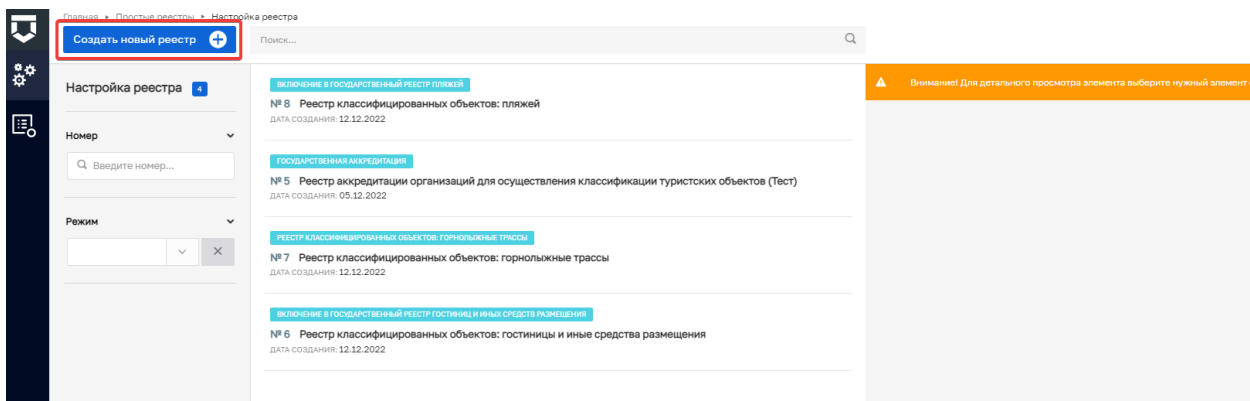 Главная ▸ Простые реестры ▸ Настройка реестра
Создать новый реестр
Поиск...
Настройка реестра 4
Номер
Введите номер...
Режим
ВКЛЮЧЕНИЕ В ГОСУДАРСТВЕННЫЙ РЕЕСТР ПЛЯЖЕЙ
№ 8 Реестр классифицированных объектов: пляжей
ДАТА СОЗДАНИЯ: 12.12.2022
ГОСУДАРСТВЕННАЯ АККРЕДИТАЦИЯ
№ 5 Реестр аккредитации организаций для осуществления классификации туристских объектов (Тест)
ДАТА СОЗДАНИЯ: 05.12.2022
РЕЕСТР КЛАССИФИЦИРОВАННЫХ ОБЪЕКТОВ: ГОРНОЛЫЖНЫЕ ТРАССЫ
№ 7 Реестр классифицированных объектов: горнолыжные трассы
ДАТА СОЗДАНИЯ: 12.12.2022
ВКЛЮЧЕНИЕ В ГОСУДАРСТВЕННЫЙ РЕЕСТР ГОСТИНИЦ И ИНЫХ СРЕДСТВ РАЗМЕЩЕНИЯ
№ 6 Реестр классифицированных объектов: гостиницы и иные средства размещения
ДАТА СОЗДАНИЯ: 12.12.2022
Внимание! Для детального просмотра элемента выберите нужный элемент